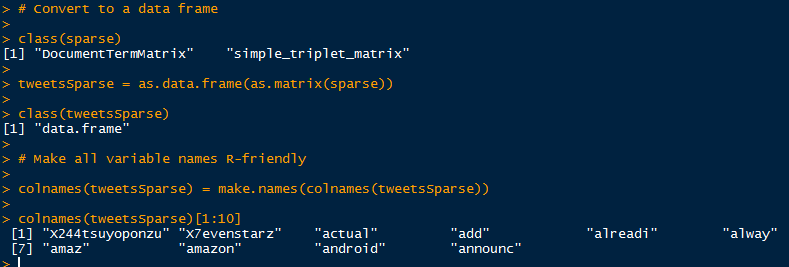 > # Convert to a data frame
>
> class(sparse)
[1] "DocumentTermMatrix"    "simple_triplet_matrix"
>
> tweetsSparse = as.data.frame(as.matrix(sparse))
>
> class(tweetsSparse)
[1] "data.frame"
>
> # Make all variable names R-friendly
>
> colnames(tweetsSparse) = make.names(colnames(tweetsSparse))
>
> colnames(tweetsSparse)[1:10]
 [1] "X244tsuyoponzu" "X7evenstarz"    "actual"         "add"            "alreadi"        "alway"
 [7] "amaz"           "amazon"         "android"        "announc"
>